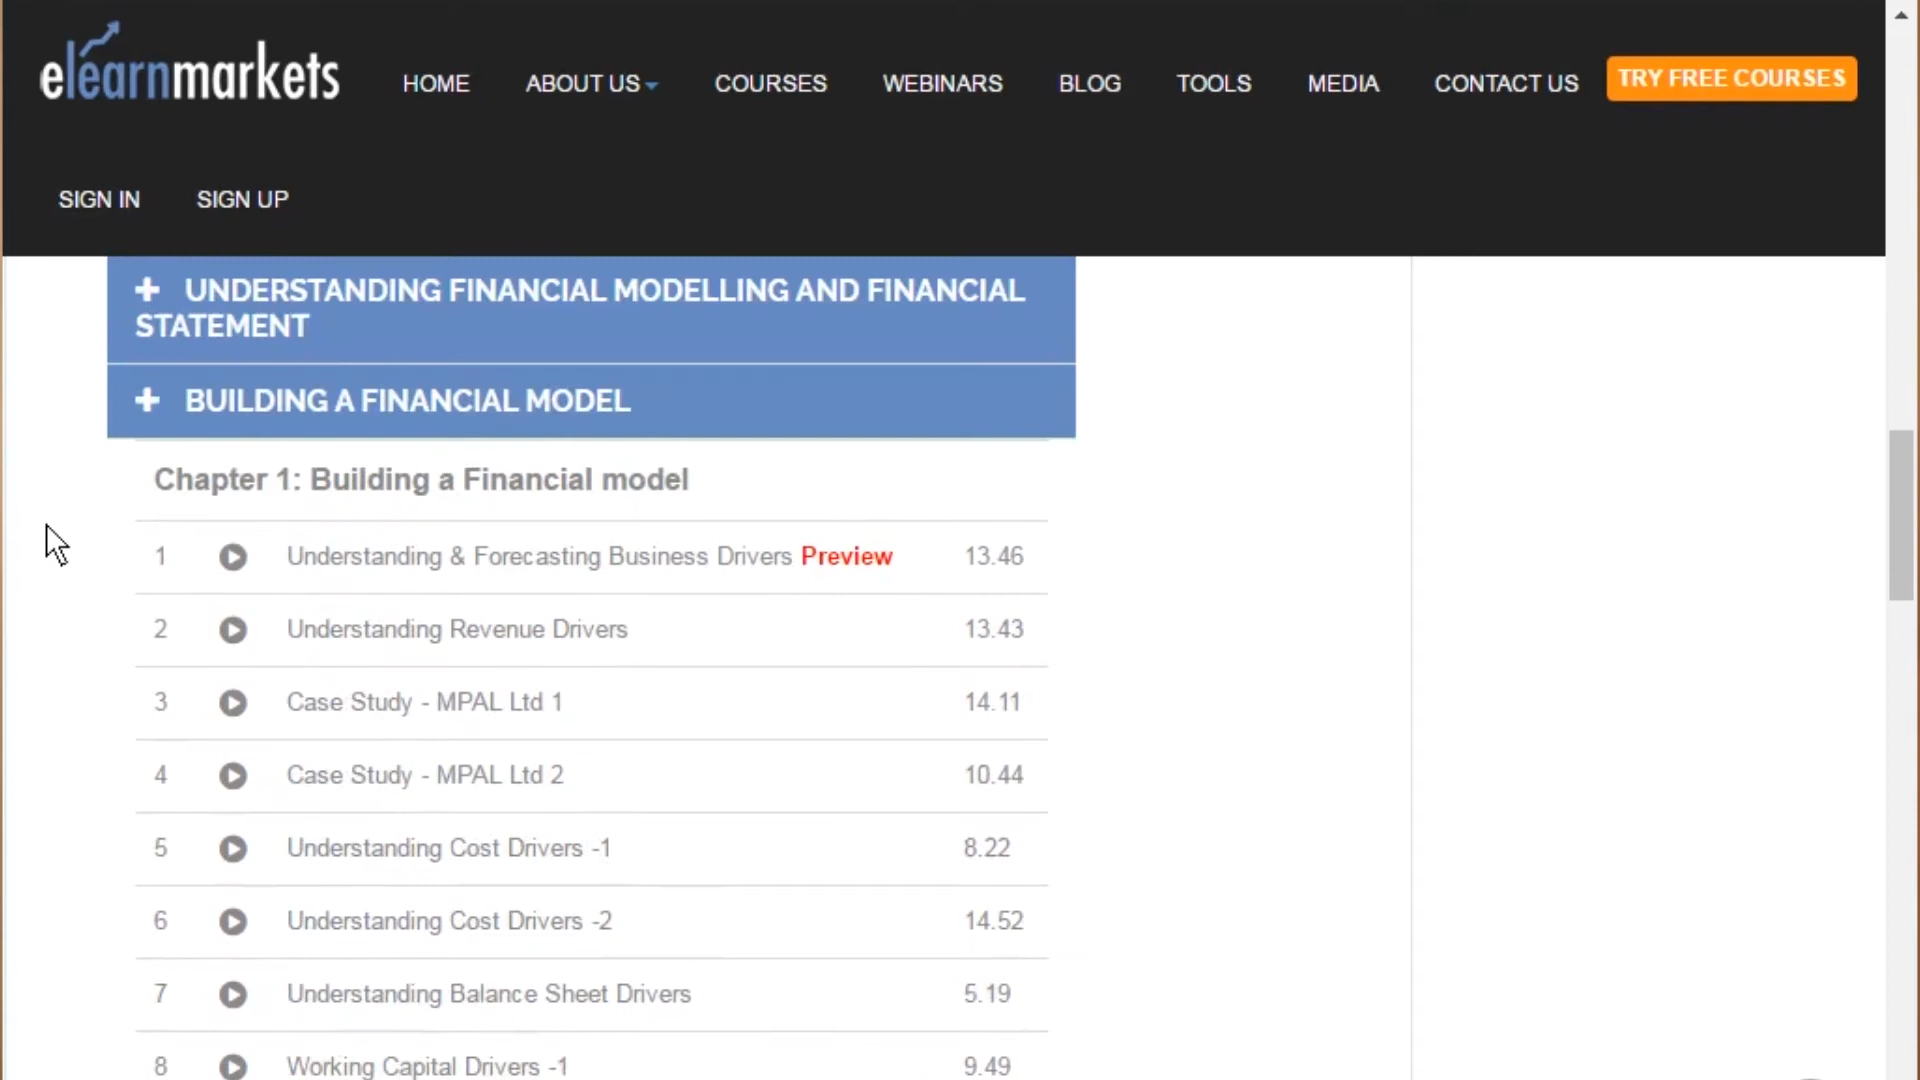 elearnmarkets
HOME ABOUT US COURSES WEBINARS BLOG TOOLS MEDIA CONTACT US TRY FREE COURSES
SIGN IN SIGN UP
UNDERSTANDING FINANCIAL MODELLING AND FINANCIAL
STATEMENT
BUILDING A FINANCIAL MODEL
Chapter 1: Building a Financial model
1 Understanding & Forecasting Business Drivers Preview 13.46
2 Understanding Revenue Drivers 13.43
3 Case Study - MPAL Ltd 1 14.11
4 Case Study - MPAL Ltd 2 10.44
5 Understanding Cost Drivers -1 8.22
6 Understanding Cost Drivers -2 14.52
7 Understanding Balance Sheet Drivers 5.19
8 Working Capital Drivers -1 9.49